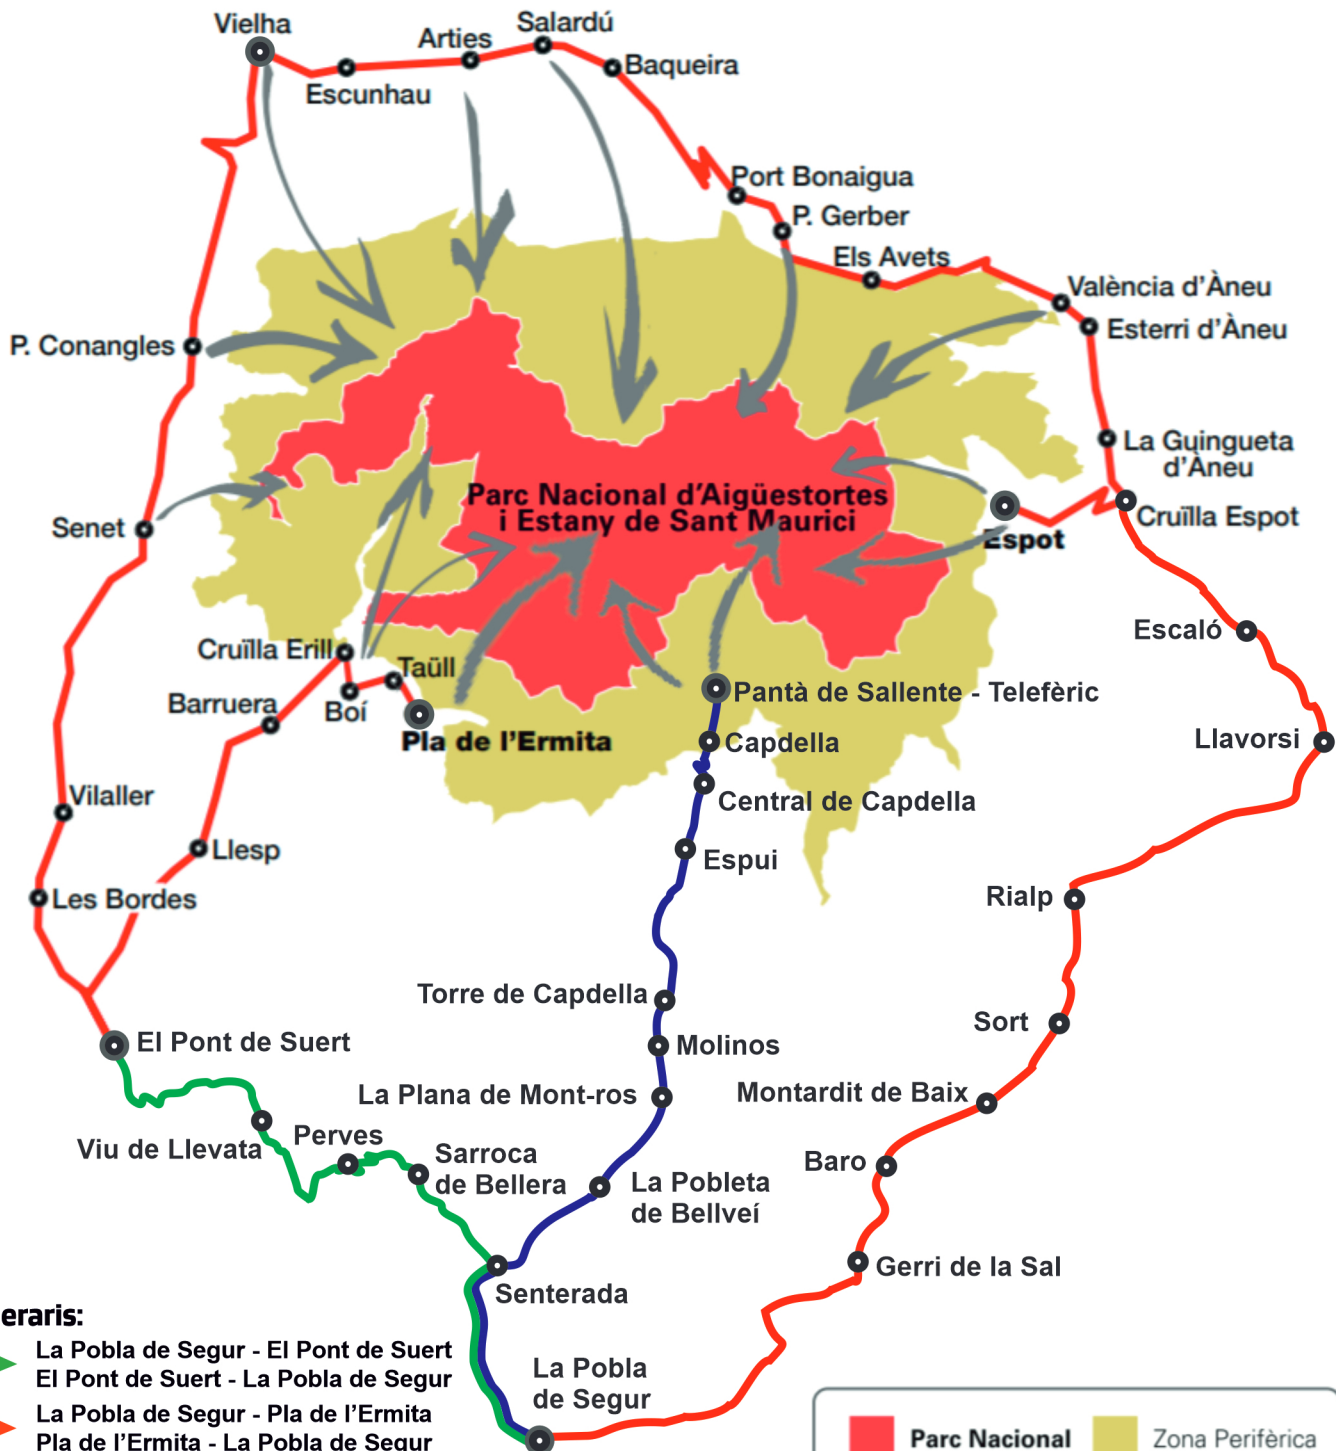 Vielha
Escunhau
Arties
Salardú
Baqueira
Port Bonaigua
P. Gerber
Els Avets
València d'Àneu
Esterri d'Àneu
P. Conangles
La Guingueta
d'Àneu
Parc Nacional d'Aigüestortes
i Estany de Sant Maurici
Senet
Cruïlla Espot
Espot
Escaló
Cruïlla Erill
Taüll
Barruera
Boí
Pla de l'Ermita
Pantà de Sallente - Telefèric
Capdella
Llavorsi
Central de Capdella
Vilaller
Llesp
Espui
Les Bordes
Rialp
Torre de Capdella
Sort
El Pont de Suert
Molinos
La Plana de Mont-ros
Montardit de Baix
Viu de Llevata
Perves
Sarroca
de Bellera
La Pobleta
de Bellveí
Baro
Gerri de la Sal
Senterada
eraris:
La Pobla de Segur - El Pont de Suert
El Pont de Suert - La Pobla de Segur
La Pobla de Segur - Pla de l'Ermita
Pla de l'Ermita - La Pobla de Segur
La Pobla
de Segur
Parc Nacional
Zona Perifèrica